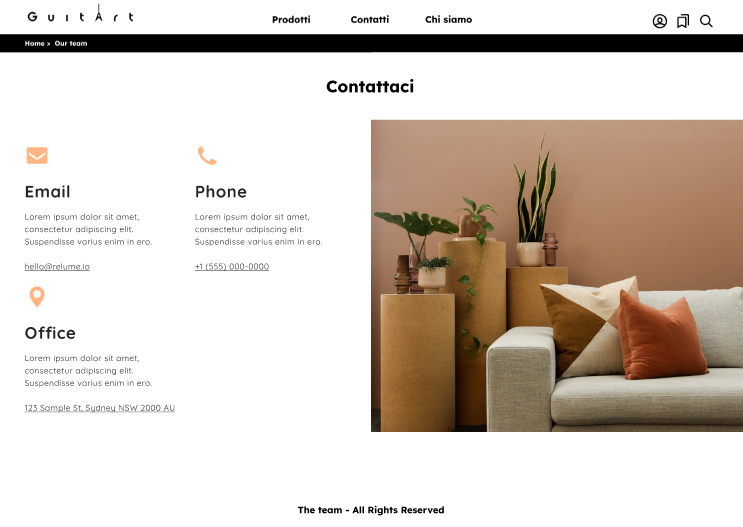 GuitArt
Prodotti
Contatti
Chi siamo
Home > Our team
Contattaci
Email
Lorem ipsum dolor sit amet,
consectetur adipiscing elit.
Suspendisse varius enim in ero.
hello@relume.io
Phone
Lorem ipsum dolor sit amet,
consectetur adipiscing elit.
Suspendisse varius enim in ero.
+1 (555) 000-0000
Office
Lorem ipsum dolor sit amet,
consectetur adipiscing elit.
Suspendisse varius enim in ero.
123 Sample St, Sydney NSW 2000 AU
The team - All Rights Reserved